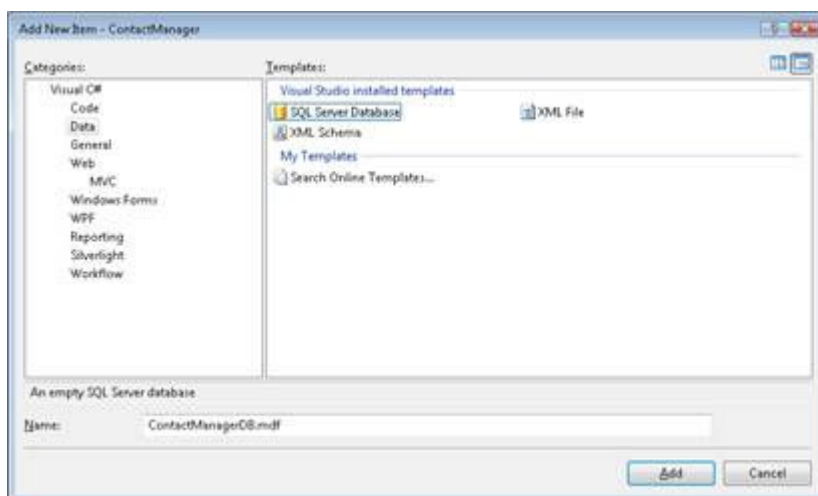 Add New Item - ContactManager
Categories:
Templates:
Visual C#
Code
Data
General
Web
MVC
Windows Forms
WPF
Reporting
Silverlight
Workflow
Visual Studio installed templates
SQL Server Database
XML File
XML Schema
My Templates
Search Online Templates...
An empty SQL Server database
Name:
ContactManagerDB.mdf
Add
Cancel